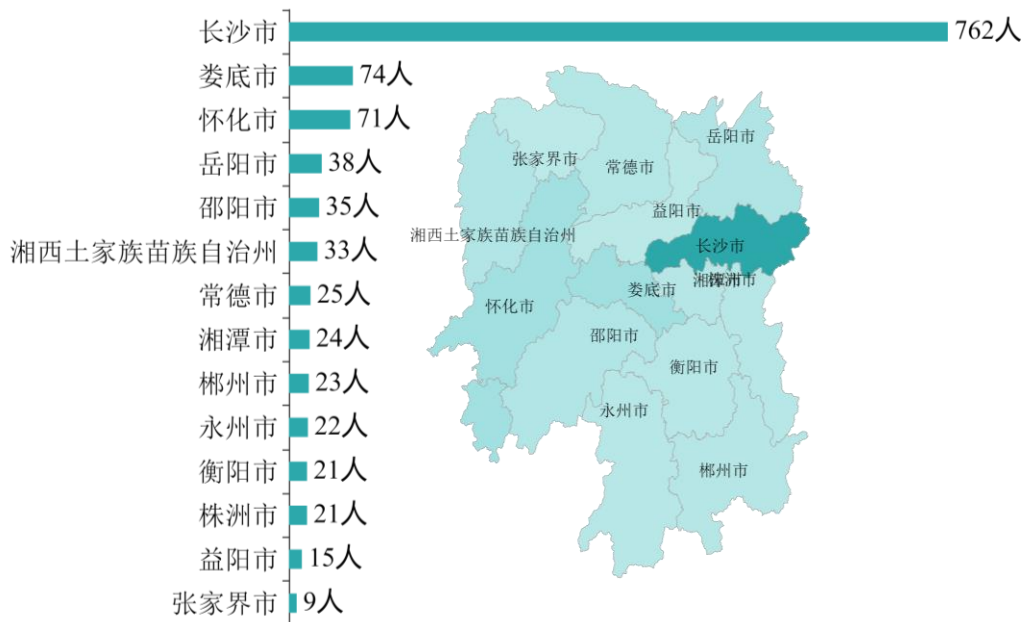 长沙市 762人
娄底市 74人
怀化市 71人
岳阳市 38人
邵阳市 35人
湘西土家族苗族自治州 33人
常德市 25人
湘潭市 24人
郴州市 23人
永州市 22人
衡阳市 21人
株洲市 21人
益阳市 15人
张家界市 9人
岳阳市
张家界市
常德市
益阳市
湘西土家族苗族自治州
长沙市
湘潭市
株洲市
娄底市
怀化市
邵阳市
衡阳市
永州市
郴州市